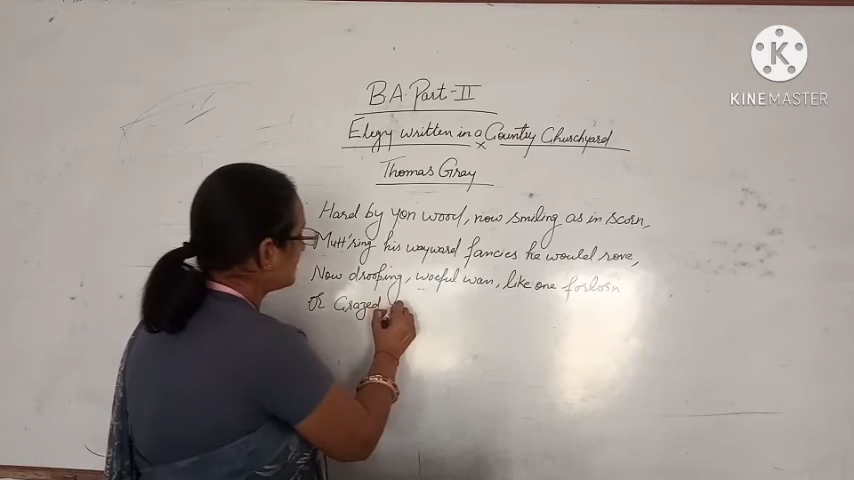 KINEMASTER
B.A. Part-II
Elegy written in a Country Churchyard
Thomas Gray
Hard by yon wood, now smiling as in scorn,
Mutt'ring his wayward fancies he would rove,
Now drooping, woeful wan, like one forlorn
Or Crazed